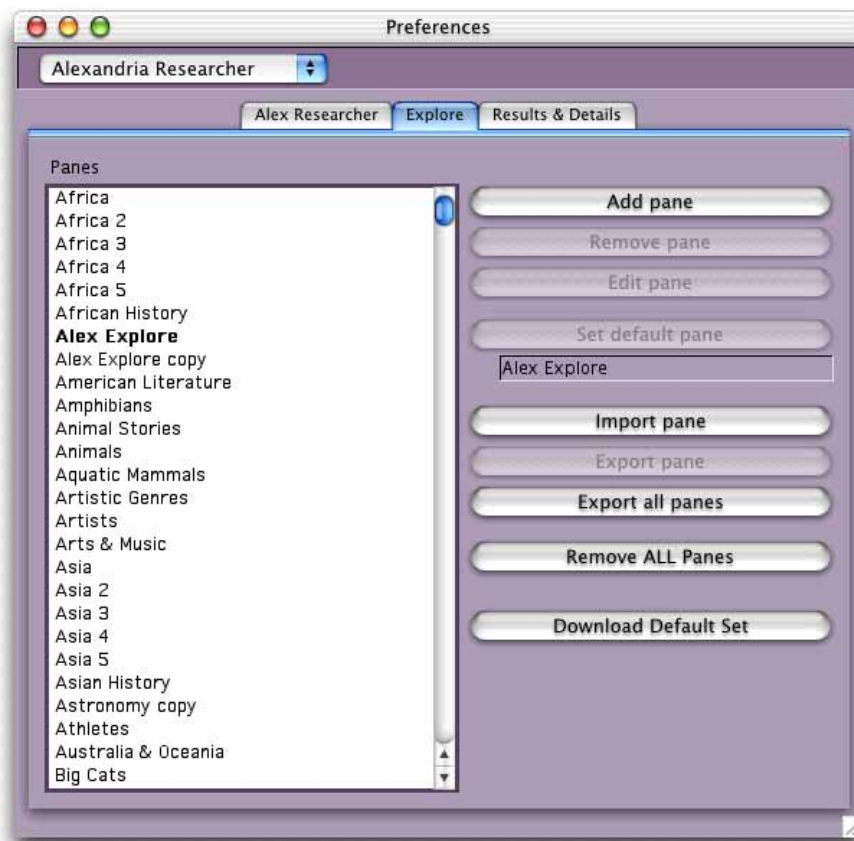 Preferences
Alexandria Researcher
Alex Researcher Explore Results & Details
Panes
Africa
Africa 2
Africa 3
Africa 4
Africa 5
African History
Alex Explore
Alex Explore copy
American Literature
Amphibians
Animal Stories
Animals
Aquatic Mammals
Artistic Genres
Artists
Arts & Music
Asia
Asia 2
Asia 3
Asia 4
Asia 5
Asian History
Astronomy copy
Athletes
Australia & Oceania
Big Cats
Add pane
Remove pane
Edit pane
Set default pane
Alex Explore
Import pane
Export pane
Export all panes
Remove ALL Panes
Download Default Set